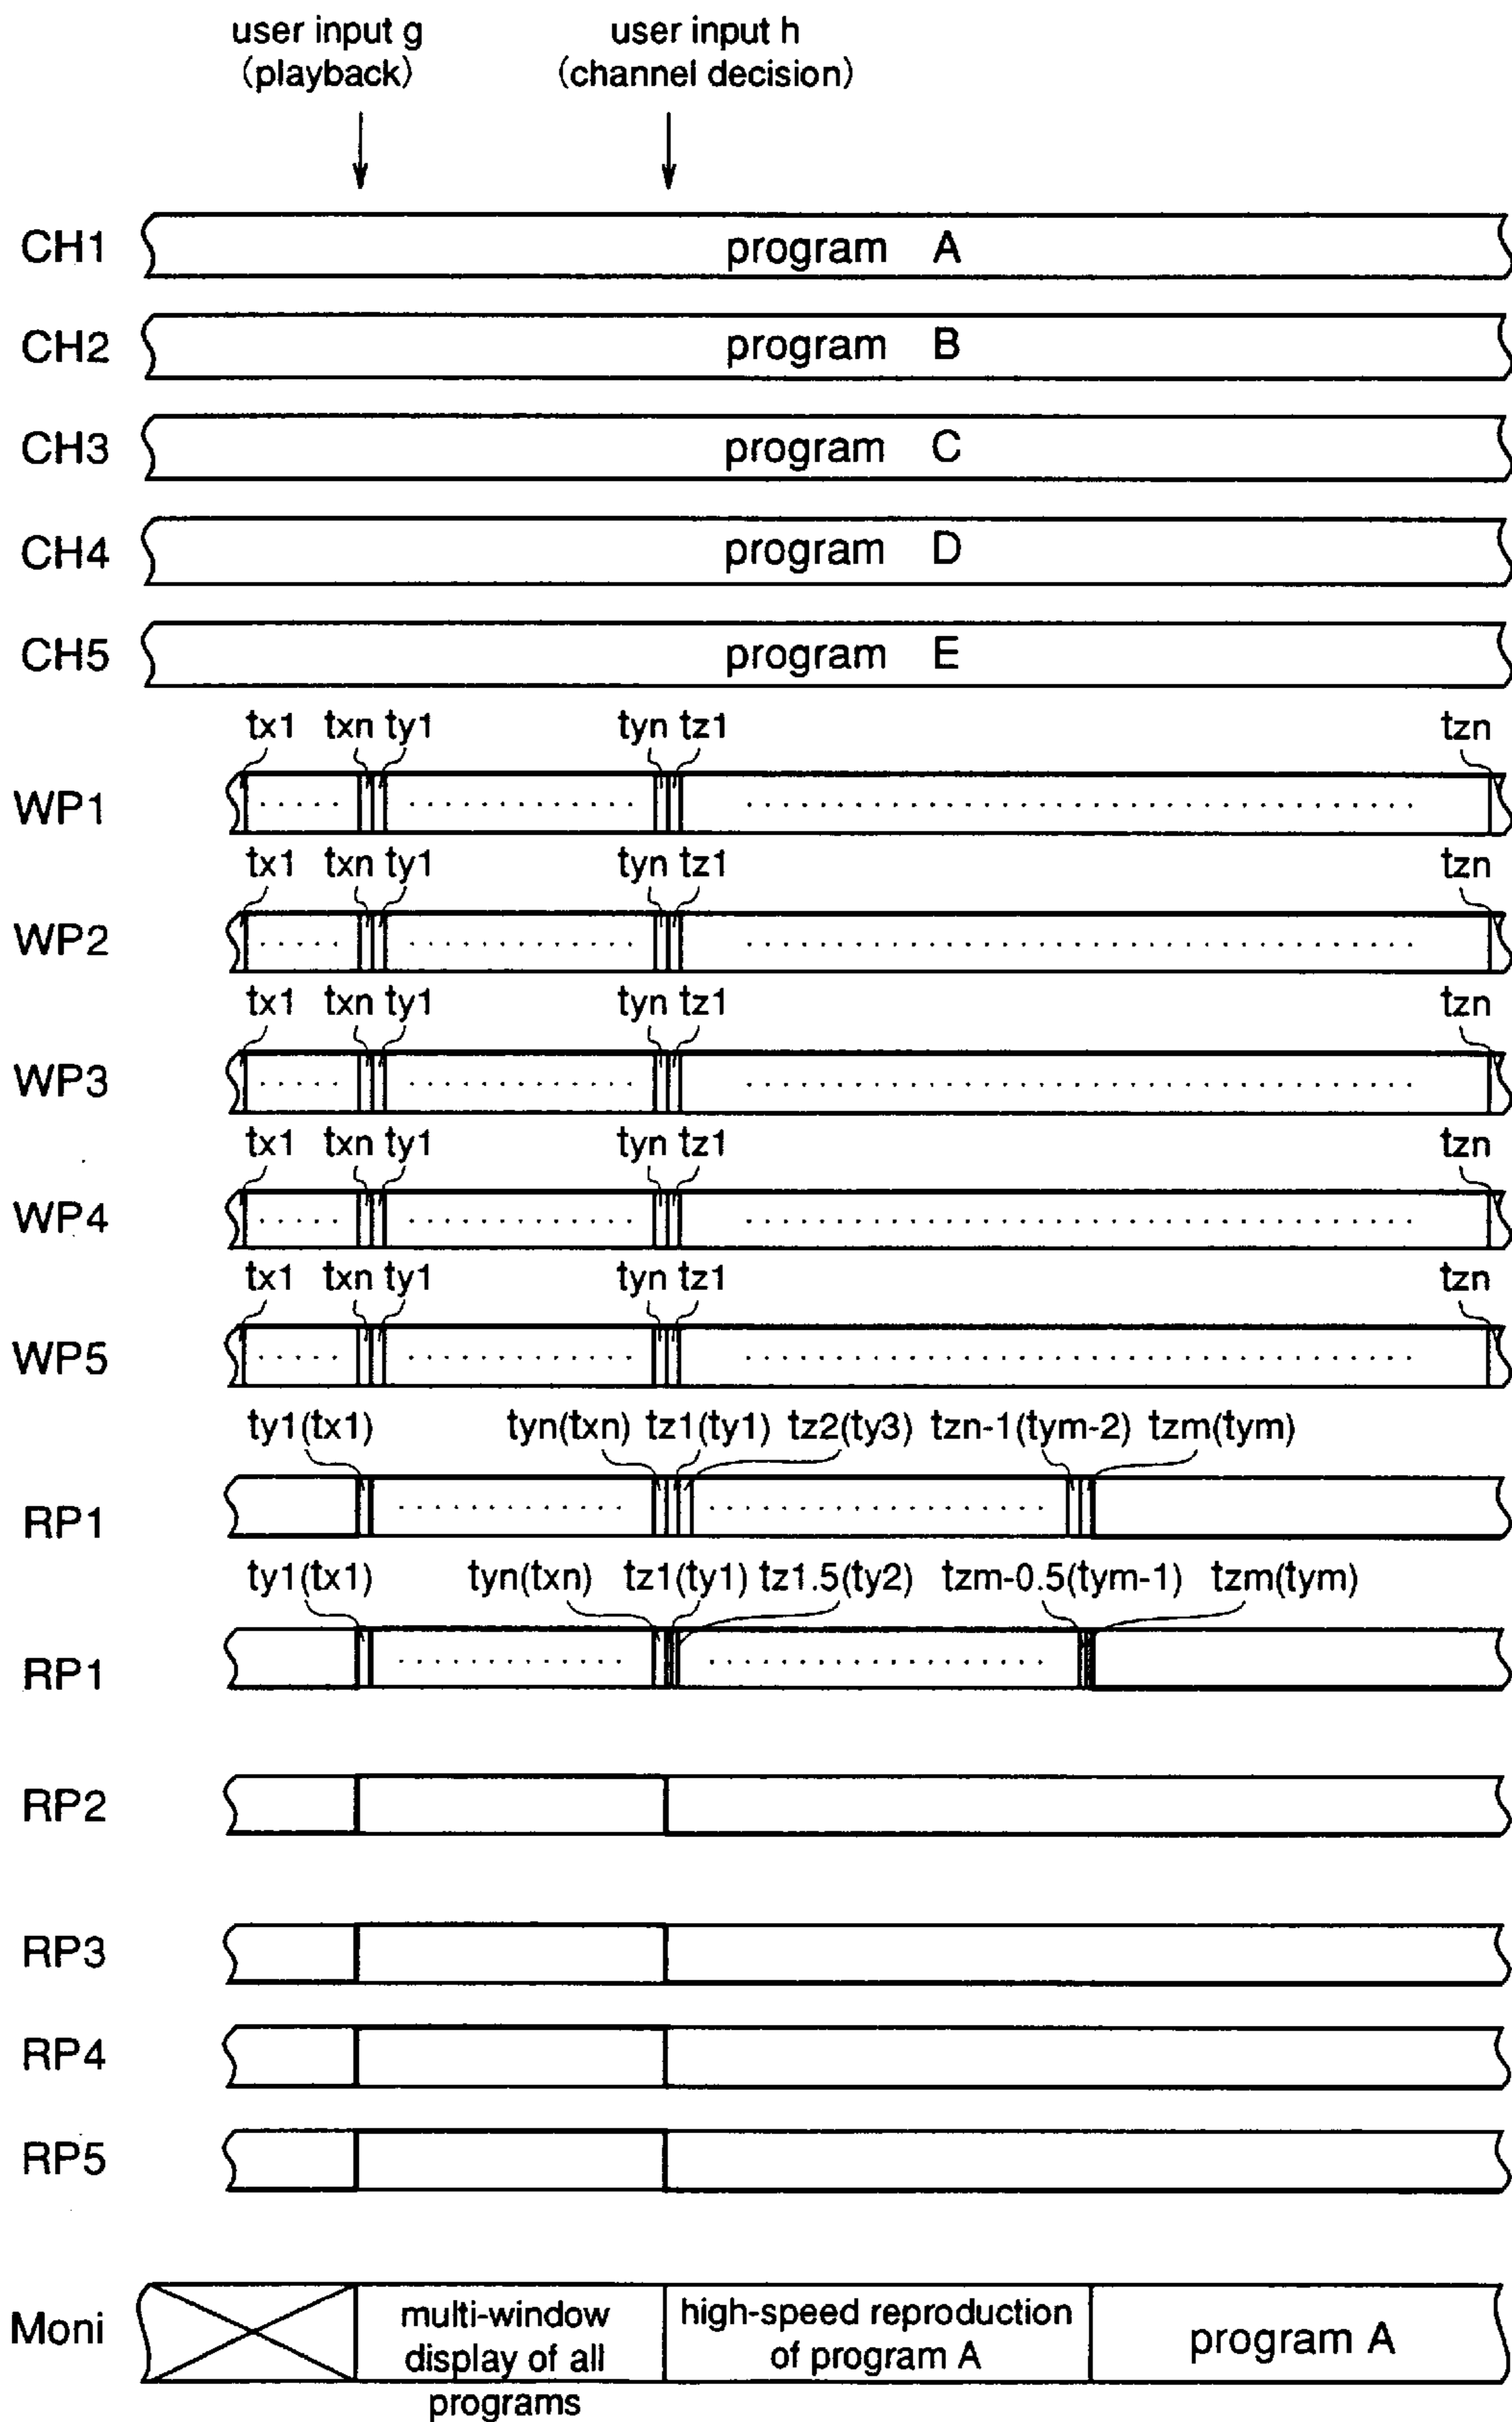 user input g
(playback)
user input h
(channel decision)
CH1
program A
CH2
program B
CH3
program C
CH4
program D
CH5
program E
tx1 txn ty1 tyn tz1 tzn
WP1
tx1 txn ty1 tyn tz1 tzn
WP2
tx1 txn ty1 tyn tz1 tzn
WP3
tx1 txn ty1 tyn tz1 tzn
WP4
tx1 txn ty1 tyn tz1 tzn
WP5
ty1(tx1) tyn(txn) tz1(ty1) tz2(ty3) tzn-1(tym-2) tzm(tym)
RP1
ty1(tx1) tyn(txn) tz1(ty1) tz1.5(ty2) tzm-0.5(tym-1) tzm(tym)
RP1
RP2
RP3
RP4
RP5
Moni
multi-window
display of all
programs
high-speed reproduction
of program A
program A